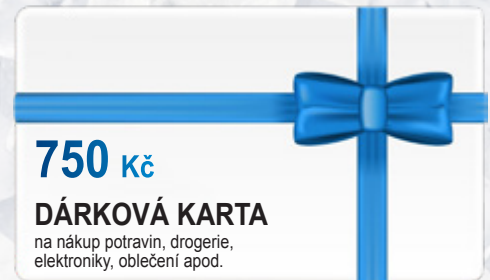 750 Kč
DÁRKOVÁ KARTA
na nákup potravin, drogerie,
elektroniky, oblečení apod.